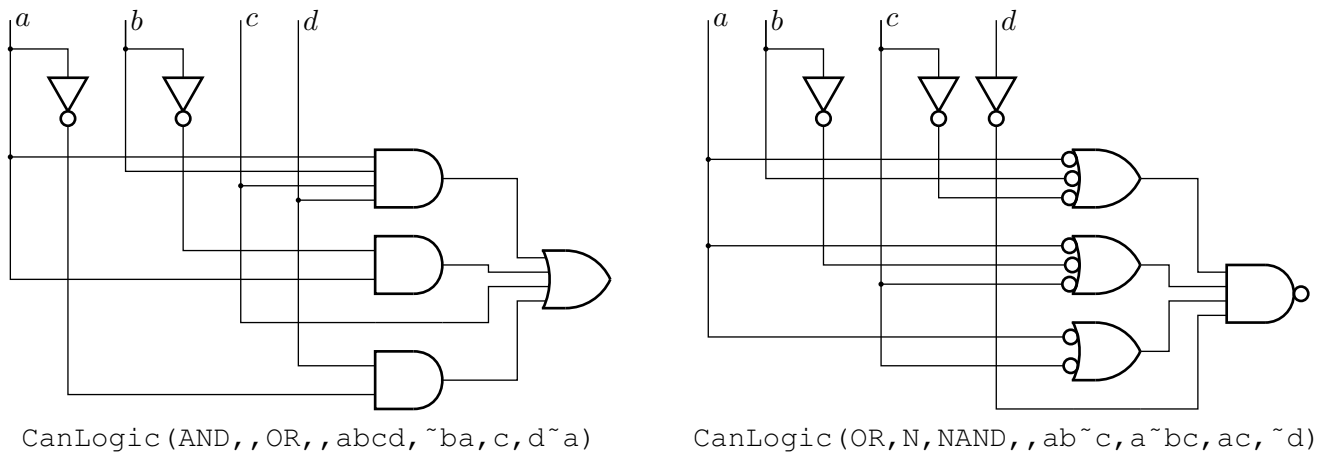 a b c d
a b c d
CanLogic(AND,,OR,,abcd,˜ba,c,d˜a)
CanLogic(OR,N,NAND,,ab˜c,a˜bc,ac,˜d)